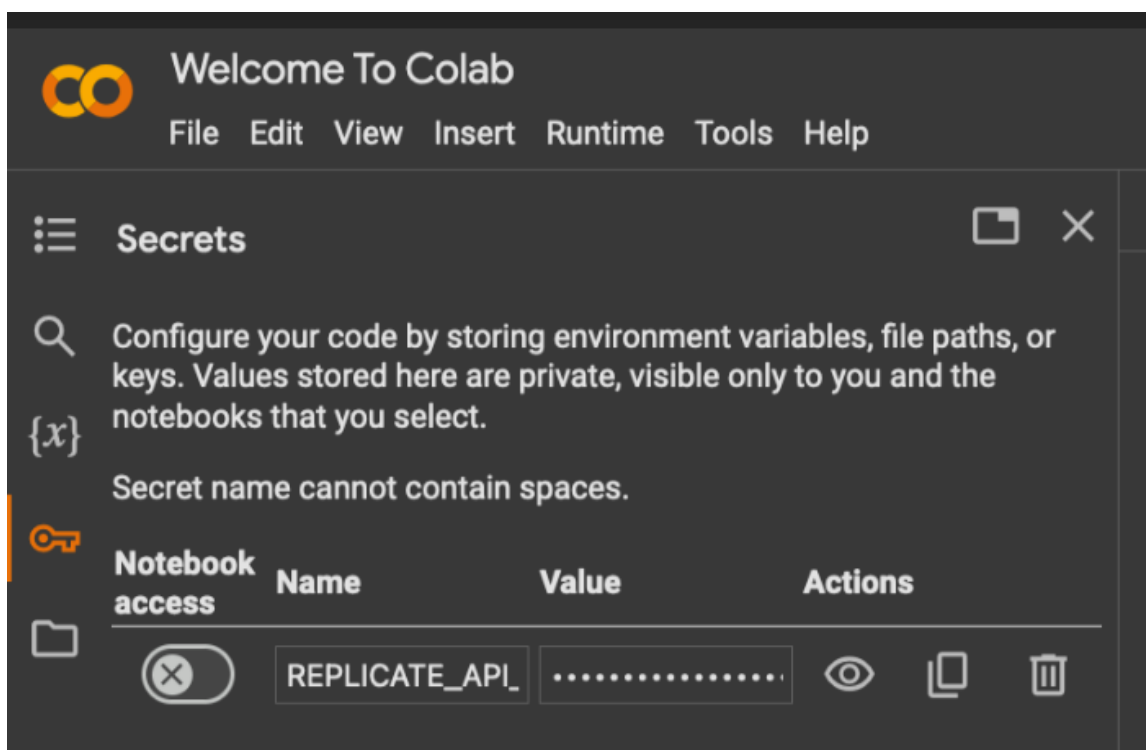 Welcome To Colab
File Edit View Insert Runtime Tools Help
Secrets
Configure your code by storing environment variables, file paths, or
keys. Values stored here are private, visible only to you and the
notebooks that you select.
Secret name cannot contain spaces.
Notebook
access Name Value Actions
REPLICATE_API_ ••••••••••••••••••
{x}